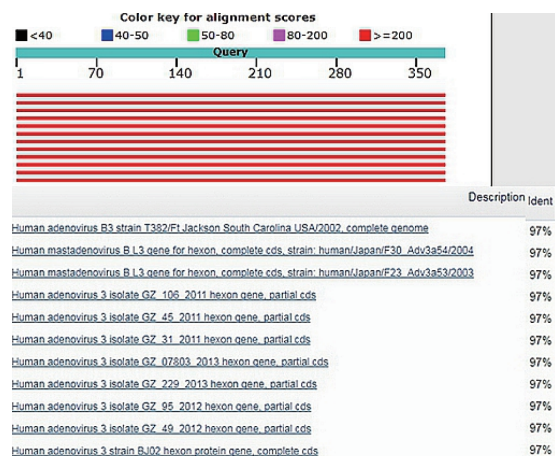 Color key for alignment scores
<40 40-50 50-80 80-200 >=200
Query
1 70 140 210 280 350
Description Ident
Human adenovirus B3 strain T382/Ft Jackson South Carolina USA/2002, complete genome 97%
Human mastadenovirus B L3 gene for hexon, complete cds, strain: human/Japan/F30_Adv3a54/2004 97%
Human mastadenovirus B L3 gene for hexon, complete cds, strain: human/Japan/F23_Adv3a53/2003 97%
Human adenovirus 3 isolate GZ_106_2011 hexon gene, partial cds 97%
Human adenovirus 3 isolate GZ_45_2011 hexon gene, partial cds 97%
Human adenovirus 3 isolate GZ_31_2011 hexon gene, partial cds 97%
Human adenovirus 3 isolate GZ_07803_2013 hexon gene, partial cds 97%
Human adenovirus 3 isolate GZ_229_2013 hexon gene, partial cds 97%
Human adenovirus 3 isolate GZ_95_2012 hexon gene, partial cds 97%
Human adenovirus 3 isolate GZ_49_2012 hexon gene, partial cds 97%
Human adenovirus 3 strain BJ02 hexon protein gene, complete cds 97%